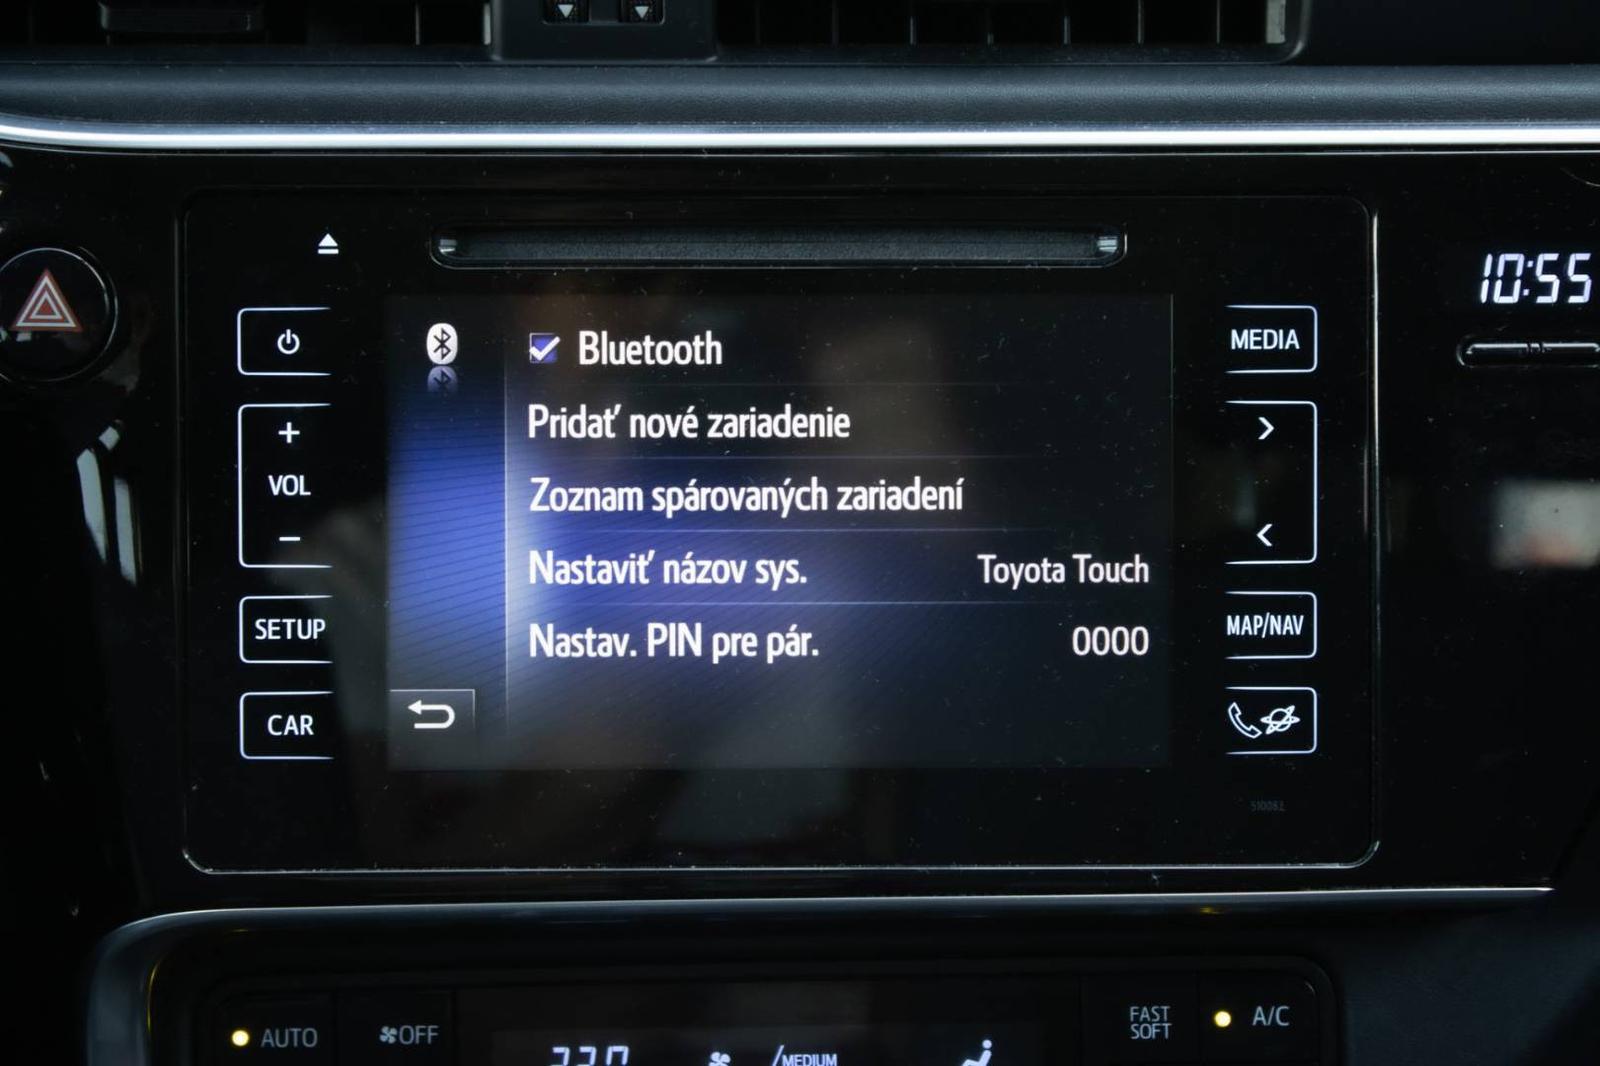 10:55
Bluetooth
MEDIA
Pridať nové zariadenie
+
VOL
-
Zoznam spárovaných zariadení
Nastaviť názov sys. Toyota Touch
SETUP
Nastav. PIN pre pár. 0000
MAP/NAV
CAR
AUTO
OFF
FAST
SOFT
A/C
MEDIUM